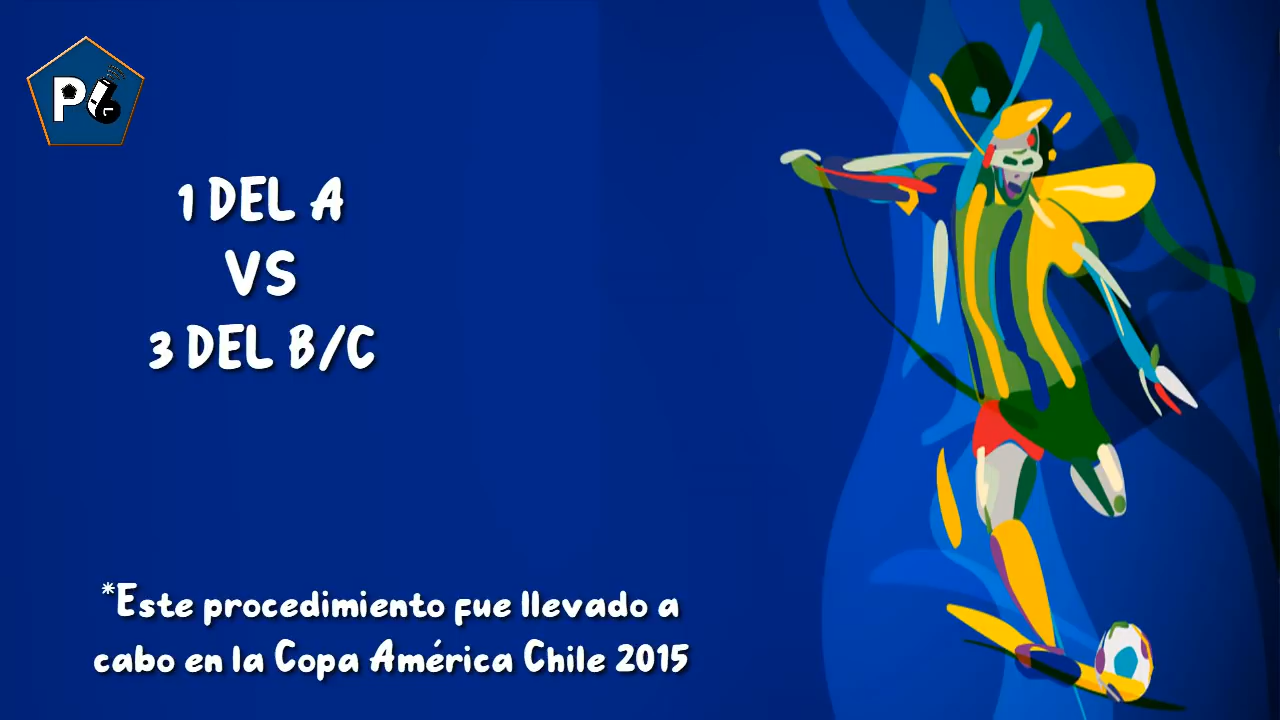 P
1 DEL A
VS
3 DEL B/C
*Este procedimiento fue llevado a
cabo en la Copa América Chile 2015